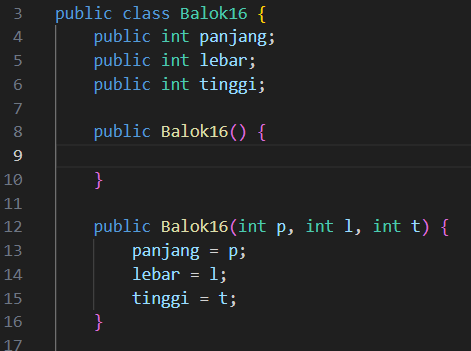 3 public class Balok16 {
4     public int panjang;
5     public int lebar;
6     public int tinggi;
7
8     public Balok16() {
9
10     }
11
12     public Balok16(int p, int l, int t) {
13         panjang = p;
14         lebar = l;
15         tinggi = t;
16     }
17